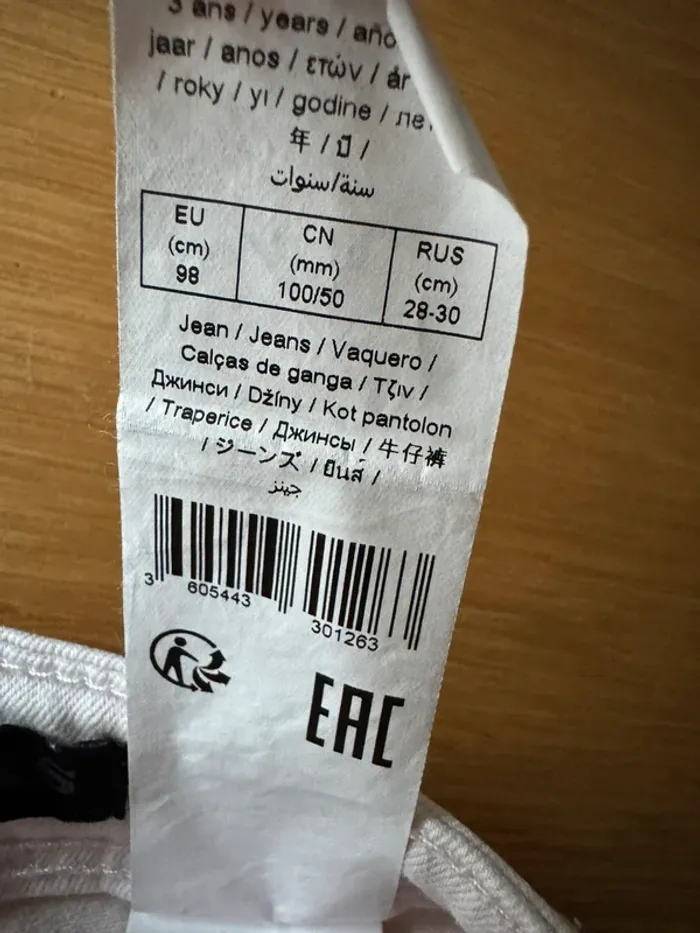 3 ans / years / año
jaar / anos / ετών / år
/ roky / yı / godine / ле
年 / ปี /
سنة/سنوات
EU CN RUS
(cm) (mm) (cm)
98 100/50 28-30
Jean / Jeans / Vaquero /
Calças de ganga / Τζιν /
Джинси / Džíny / Kot pantolon
/ Traperice / Джинсы / 牛仔裤
/ ジーンズ / ยีนส์ /
جينز
3 605443 301263
EAC